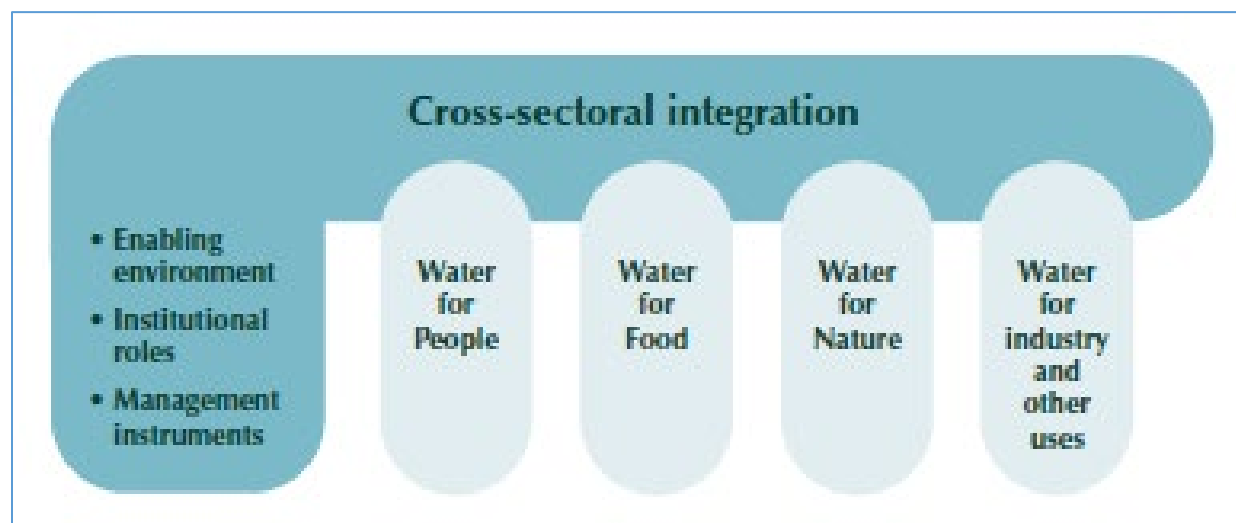 Cross-sectoral integration
• Enabling
environment
• Institutional
roles
• Management
instruments
Water
for
People
Water
for
Food
Water
for
Nature
Water
for
industry
and
other
uses